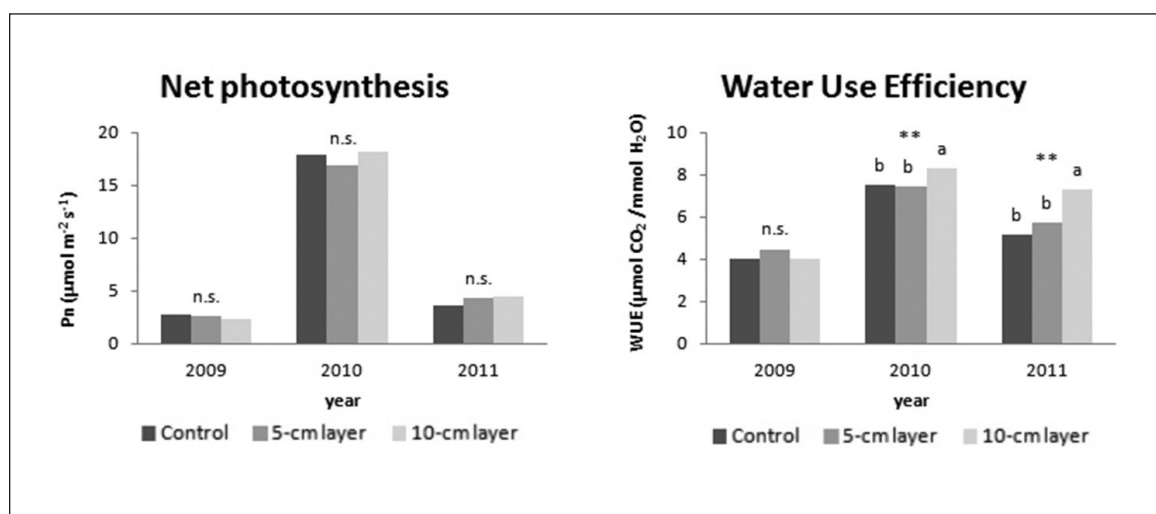 Net photosynthesis
Pn (µmol m-2 s-1)
20
15
10
5
0
n.s.
n.s.
n.s.
2009
2010
2011
year
Control
5-cm layer
10-cm layer
Water Use Efficiency
WUE (µmol CO2 /mmol H2O)
10
8
6
4
2
0
n.s.
**
b
b
a
**
b
b
a
2009
2010
2011
year
Control
5-cm layer
10-cm layer